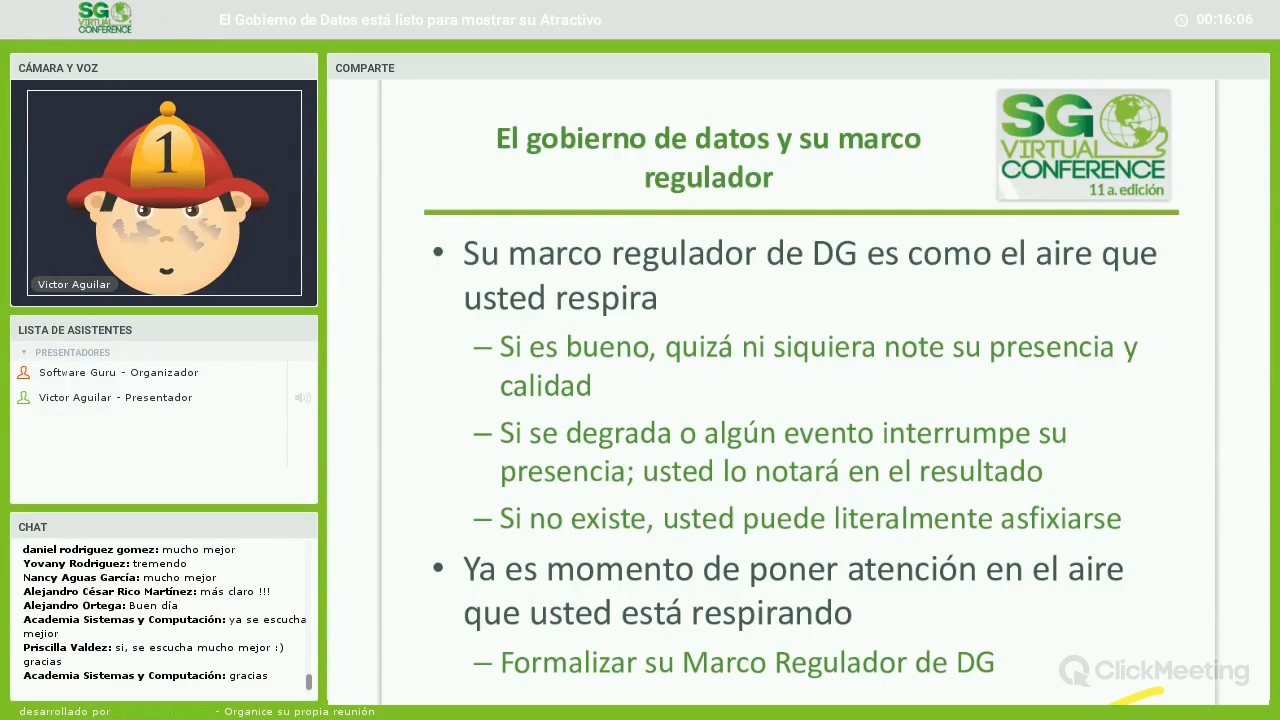 SG
VIRTUAL
CONFERENCE
El Gobierno de Datos está listo para mostrar su Atractivo
00:16:06
CÁMARA Y VOZ
1
Victor Aguilar
LISTA DE ASISTENTES
PRESENTADORES
Software Guru - Organizador
Victor Aguilar - Presentador
CHAT
daniel rodriguez gomez: mucho mejor
Yovany Rodriguez: tremendo
Nancy Aguas García: mucho mejor
Alejandro César Rico Martínez: más claro !!!
Alejandro Ortega: Buen día
Academia Sistemas y Computación: ya se escucha
mejior
Priscilla Valdez: si, se escucha mucho mejor :)
gracias
Academia Sistemas y Computación: gracias
desarrollado por
- Organice su propia reunión
COMPARTE
El gobierno de datos y su marco
regulador
SG
VIRTUAL
CONFERENCE
11 a. edición
• Su marco regulador de DG es como el aire que
usted respira
– Si es bueno, quizá ni siquiera note su presencia y
calidad
– Si se degrada o algún evento interrumpe su
presencia; usted lo notará en el resultado
– Si no existe, usted puede literalmente asfixiarse
• Ya es momento de poner atención en el aire
que usted está respirando
– Formalizar su Marco Regulador de DG
ClickMeeting